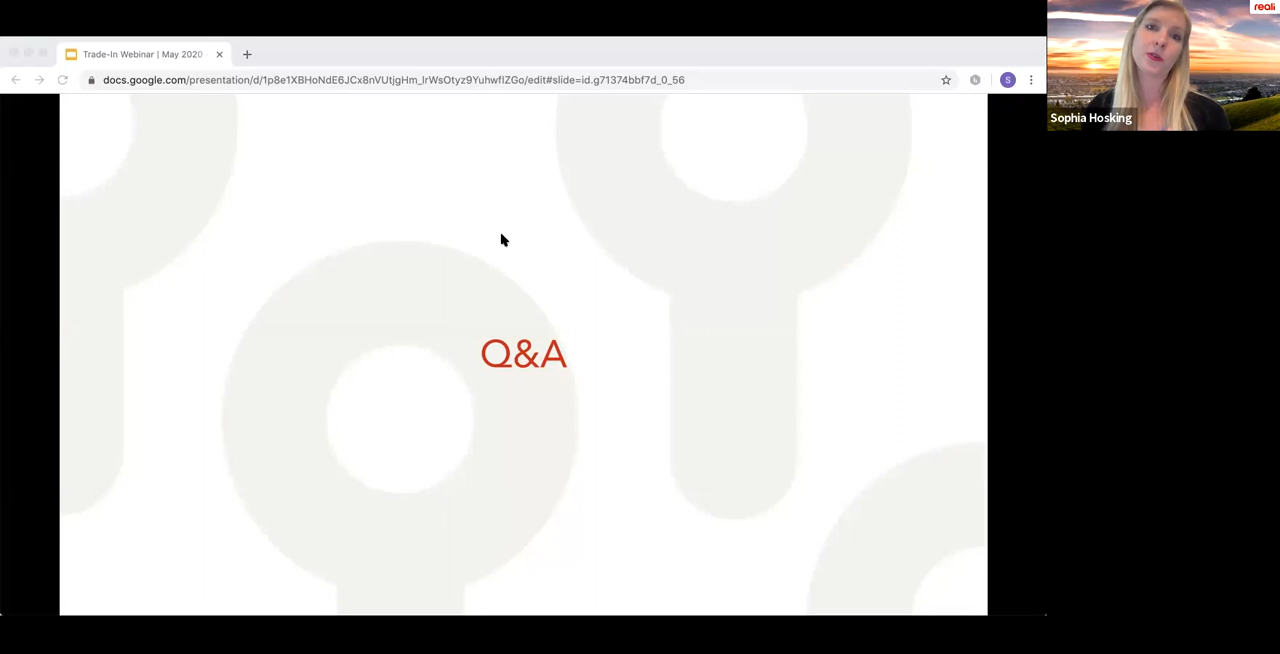 Trade-In Webinar | May 2020
docs.google.com/presentation/d/1p8e1XBHoNdE6JCx8nVUtjgHm_lrWsOtyz9YuhwflZGo/edit#slide=id.g71374bbf7d_0_56
S
reali
Sophia Hosking
Q&A